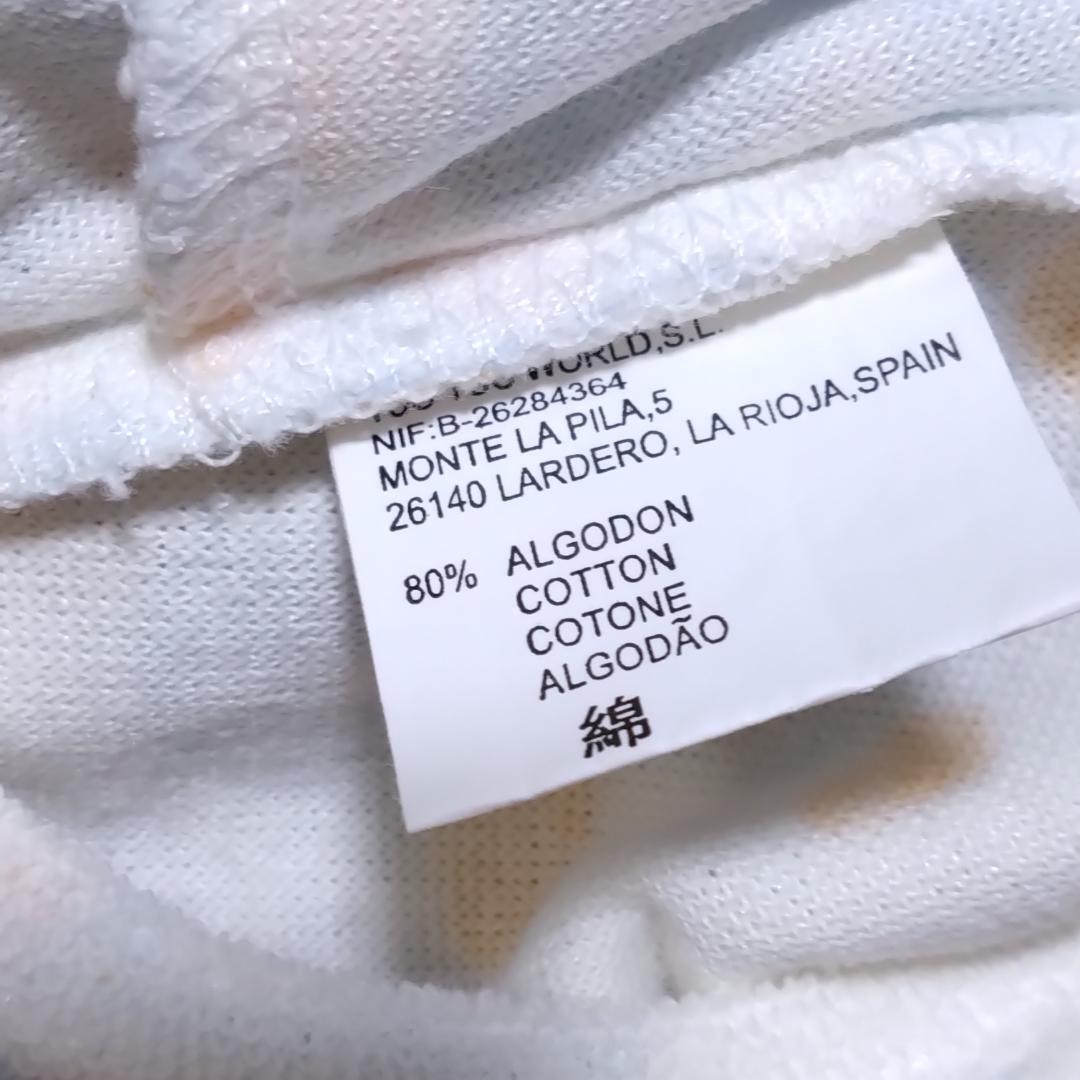 WORLD,S.L.
NIF:B-26284364
MONTE LA PILA,5
26140 LARDERO, LA RIOJA,SPAIN
80% ALGODON
COTTON
COTONE
ALGODÃO
綿